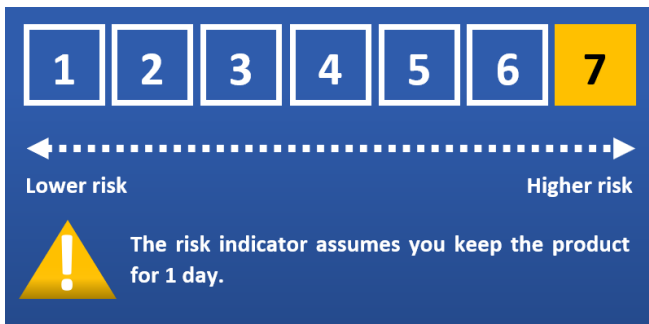 1 2 3 4 5 6 7
Lower risk Higher risk
! The risk indicator assumes you keep the product
for 1 day.